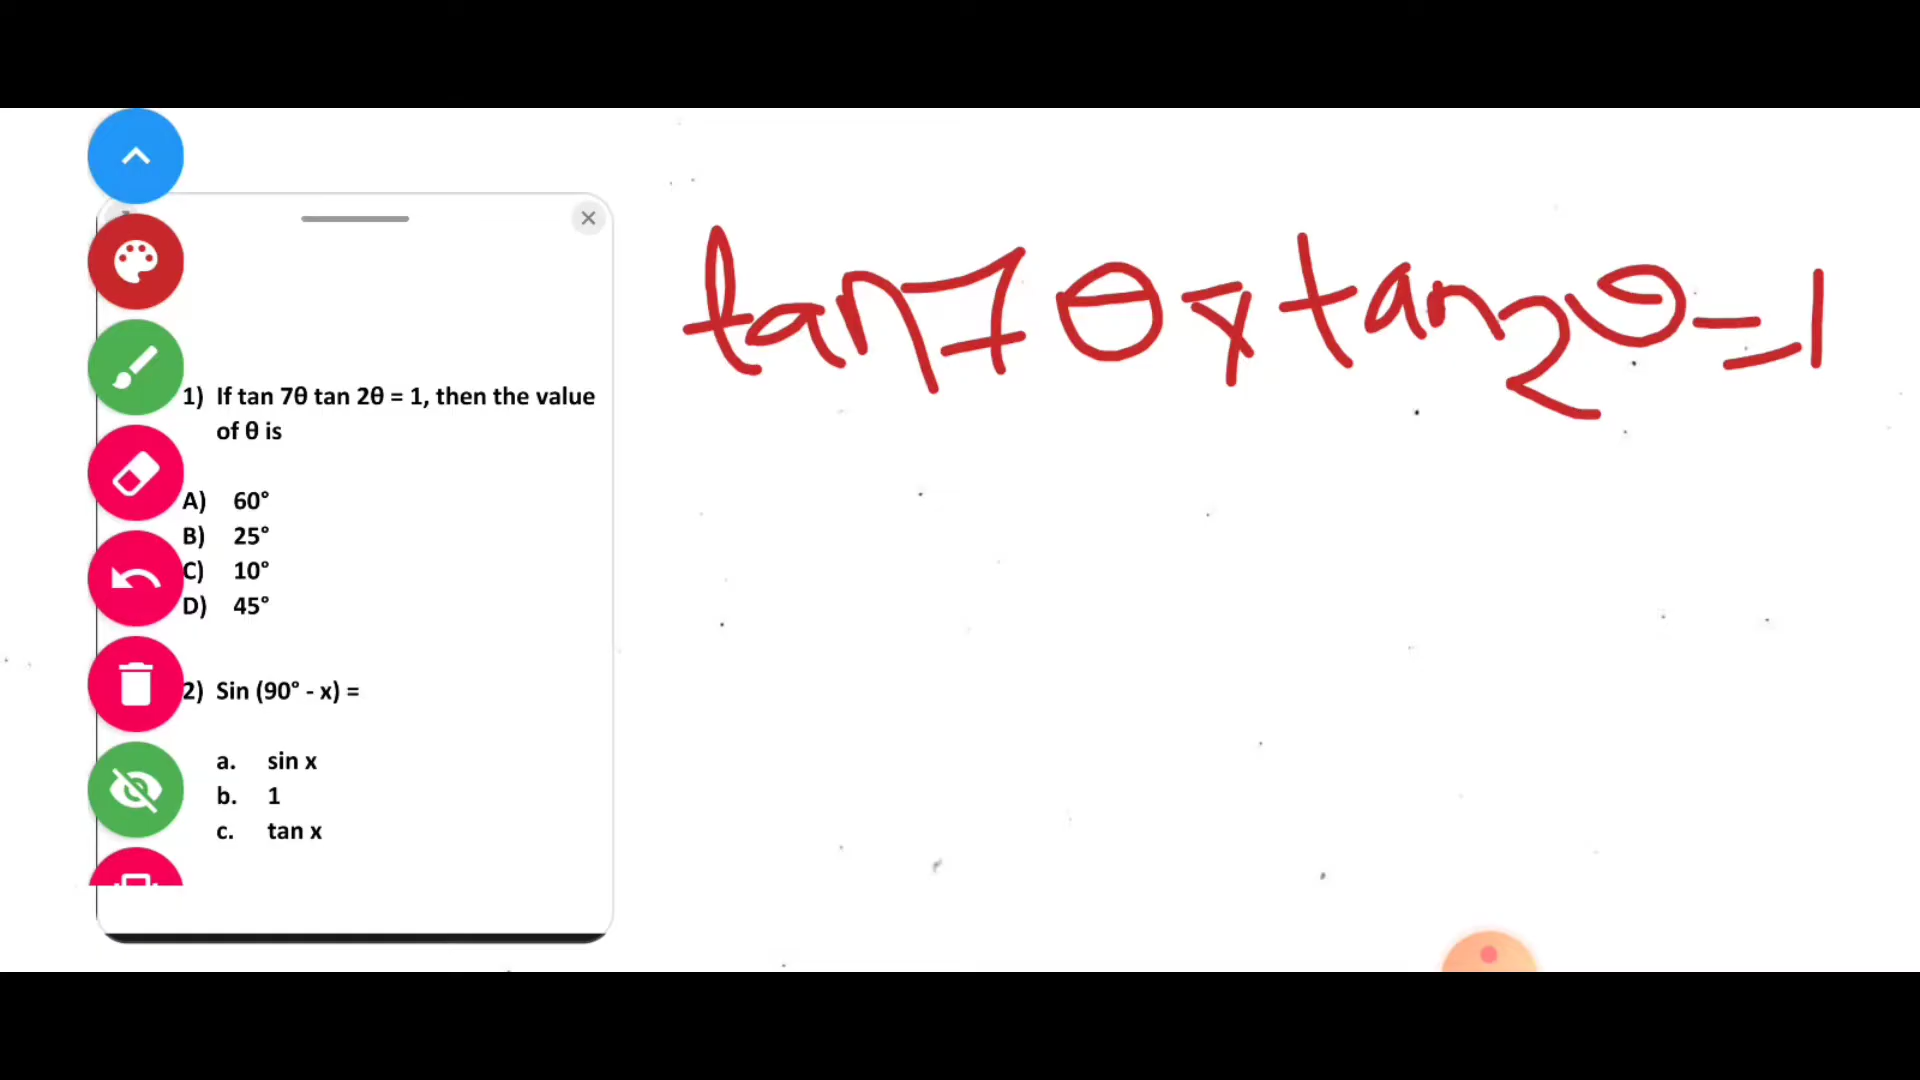 1) If tan 7θ tan 2θ = 1, then the value
of θ is
A) 60°
B) 25°
C) 10°
D) 45°
2) Sin (90° - x) =
a. sin x
b. 1
c. tan x
tan7θ x tan2θ=1